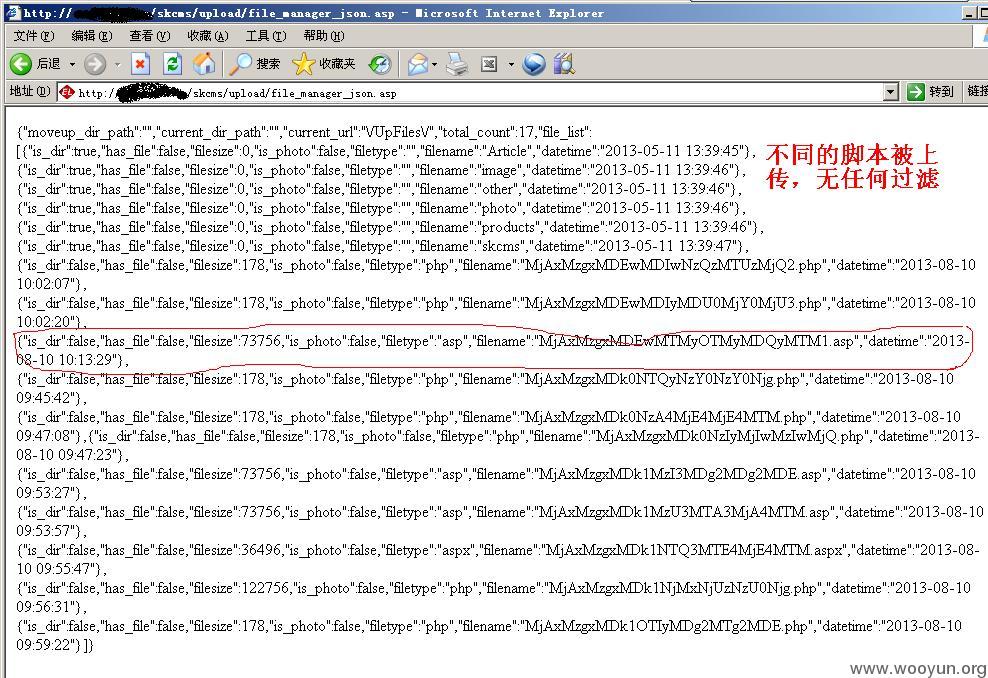 http:// /skcms/upload/file_manager_json.asp - Microsoft Internet Explorer
文件(F) 编辑(E) 查看(V) 收藏(A) 工具(T) 帮助(H)
后退 搜索 收藏夹
地址(D) http:// /skcms/upload/file_manager_json.asp 转到 链接
{"moveup_dir_path":"","current_dir_path":"","current_url":"\/UpFiles\/","total_count":17,"file_list":
[{"is_dir":true,"has_file":false,"filesize":0,"is_photo":false,"filetype":"","filename":"Article","datetime":"2013-05-11 13:39:45"},
{"is_dir":true,"has_file":false,"filesize":0,"is_photo":false,"filetype":"","filename":"image","datetime":"2013-05-11 13:39:46"},
{"is_dir":true,"has_file":false,"filesize":0,"is_photo":false,"filetype":"","filename":"other","datetime":"2013-05-11 13:39:46"},
{"is_dir":true,"has_file":false,"filesize":0,"is_photo":false,"filetype":"","filename":"photo","datetime":"2013-05-11 13:39:46"},
{"is_dir":true,"has_file":false,"filesize":0,"is_photo":false,"filetype":"","filename":"products","datetime":"2013-05-11 13:39:46"},
{"is_dir":true,"has_file":false,"filesize":0,"is_photo":false,"filetype":"","filename":"skcms","datetime":"2013-05-11 13:39:47"},
不同的脚本被上
传，无任何过滤
{"is_dir":false,"has_file":false,"filesize":178,"is_photo":false,"filetype":"php","filename":"MjAxMzgxMDEwMDIwNzQzMTUzMjQ2.php","datetime":"2013-08-10
10:02:07"},
{"is_dir":false,"has_file":false,"filesize":178,"is_photo":false,"filetype":"php","filename":"MjAxMzgxMDEwMDIyMDU0MjY0MjU3.php","datetime":"2013-08-10
10:02:20"},
{"is_dir":false,"has_file":false,"filesize":73756,"is_photo":false,"filetype":"asp","filename":"MjAxMzgxMDEwMTMyOTMyMDQyMTM1.asp","datetime":"2013-
08-10 10:13:29"},
{"is_dir":false,"has_file":false,"filesize":178,"is_photo":false,"filetype":"php","filename":"MjAxMzgxMDk0NTQyNzY0NzY0Njg.php","datetime":"2013-08-10
09:45:42"},
{"is_dir":false,"has_file":false,"filesize":178,"is_photo":false,"filetype":"php","filename":"MjAxMzgxMDk0NzA4MjE4MjE4MTM.php","datetime":"2013-08-10
09:47:08"},{"is_dir":false,"has_file":false,"filesize":178,"is_photo":false,"filetype":"php","filename":"MjAxMzgxMDk0NzIyMjIwMzIwMjQ.php","datetime":"2013-
08-10 09:47:23"},
{"is_dir":false,"has_file":false,"filesize":73756,"is_photo":false,"filetype":"asp","filename":"MjAxMzgxMDk1MzI3MDg2MDg2MDE.asp","datetime":"2013-08-10
09:53:27"},
{"is_dir":false,"has_file":false,"filesize":73756,"is_photo":false,"filetype":"asp","filename":"MjAxMzgxMDk1MzU3MTA3MjA4MTM.asp","datetime":"2013-08-10
09:53:57"},
{"is_dir":false,"has_file":false,"filesize":36496,"is_photo":false,"filetype":"aspx","filename":"MjAxMzgxMDk1NTQ3MTE4MjE4MTM.aspx","datetime":"2013-08-
10 09:55:47"},
{"is_dir":false,"has_file":false,"filesize":122756,"is_photo":false,"filetype":"php","filename":"MjAxMzgxMDk1NjMxNjUzNzU0Njg.php","datetime":"2013-08-10
09:56:31"},
{"is_dir":false,"has_file":false,"filesize":178,"is_photo":false,"filetype":"php","filename":"MjAxMzgxMDk1OTIyMDg2MTg2MDE.php","datetime":"2013-08-10
09:59:22"}]}
www.wooyun.org